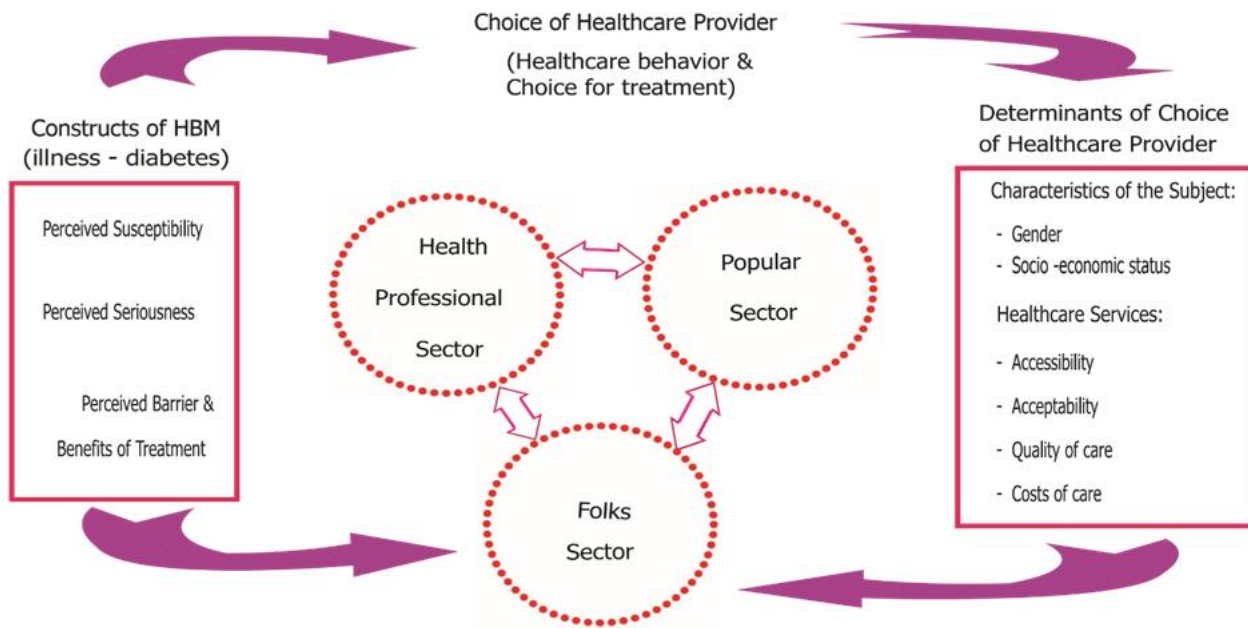 Choice of Healthcare Provider
(Healthcare behavior &
Choice for treatment)
Constructs of HBM
(illness - diabetes)
Perceived Susceptibility
Perceived Seriousness
Perceived Barrier &
Benefits of Treatment
Health
Professional
Sector
Popular
Sector
Folks
Sector
Determinants of Choice
of Healthcare Provider
Characteristics of the Subject:
- Gender
- Socio -economic status
Healthcare Services:
- Accessibility
- Acceptability
- Quality of care
- Costs of care